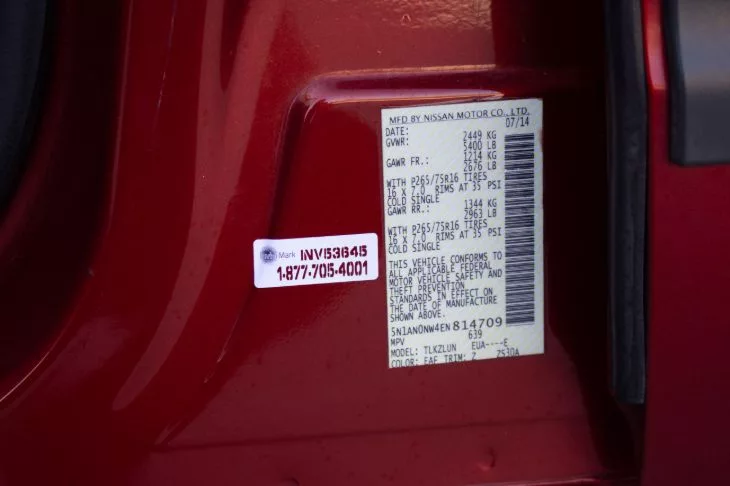 MFD BY NISSAN MOTOR CO., LTD.
DATE: 07/14
GVWR: 2449 KG
5400 LB
GAWR FR.: 1214 KG
2676 LB
WITH P265/75R16 TIRES
16 X 7.0 RIMS AT 35 PSI
COLD SINGLE
GAWR RR.: 1344 KG
2963 LB
WITH P265/75R16 TIRES
16 X 7.0 RIMS AT 35 PSI
COLD SINGLE
THIS VEHICLE CONFORMS TO
ALL APPLICABLE FEDERAL
MOTOR VEHICLE SAFETY AND
THEFT PREVENTION
STANDARDS IN EFFECT ON
THE DATE OF MANUFACTURE
SHOWN ABOVE.
5N1AN0NW4EN814709
MPV 639
MODEL: TLKZLUN EUA----E
COLOR: EAF TRIM: Z ZS30A
Mark INV53645
1-877-705-4001